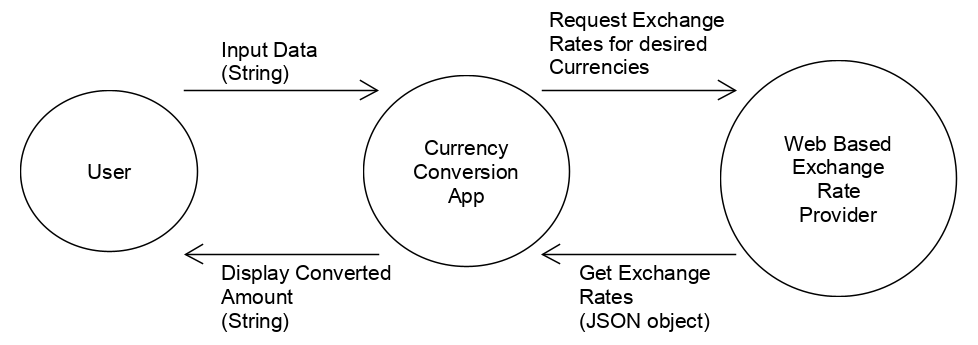 Input Data
(String)
Request Exchange
Rates for desired
Currencies
User
Currency
Conversion
App
Web Based
Exchange
Rate
Provider
Display Converted
Amount
(String)
Get Exchange
Rates
(JSON object)